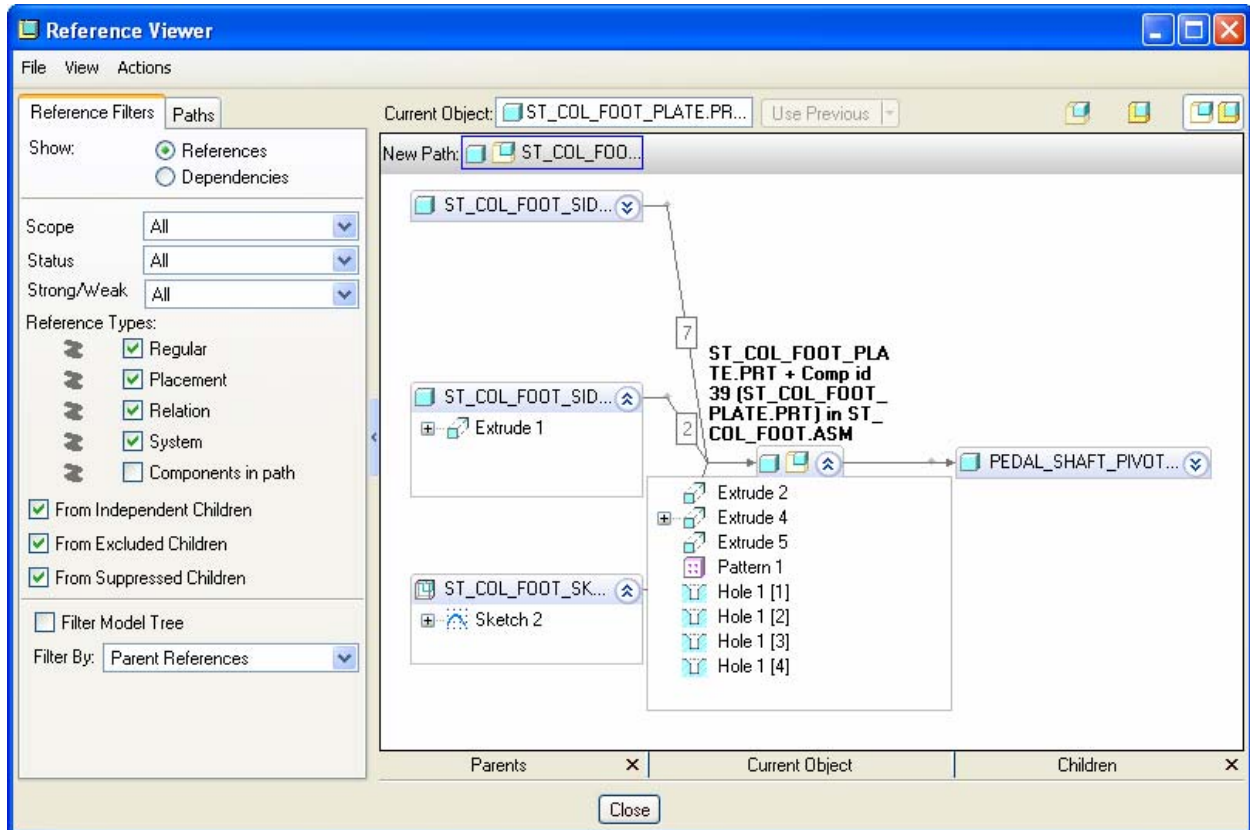 Reference Viewer
File View Actions
Reference Filters Paths
Show:
References
Dependencies
Scope All
Status All
Strong/Weak All
Reference Types:
Regular
Placement
Relation
System
Components in path
From Independent Children
From Excluded Children
From Suppressed Children
Filter Model Tree
Filter By: Parent References
Current Object: ST_COL_FOOT_PLATE.PR... Use Previous
New Path: ST_COL_FOO...
ST_COL_FOOT_SID...
7
ST_COL_FOOT_SID...
Extrude 1
2
ST_COL_FOOT_SK...
Sketch 2
ST_COL_FOOT_PLA
TE.PRT + Comp id
39 (ST_COL_FOOT_
PLATE.PRT) in ST_
COL_FOOT.ASM
Extrude 2
Extrude 4
Extrude 5
Pattern 1
Hole 1 [1]
Hole 1 [2]
Hole 1 [3]
Hole 1 [4]
PEDAL_SHAFT_PIVOT...
Parents Current Object Children
Close